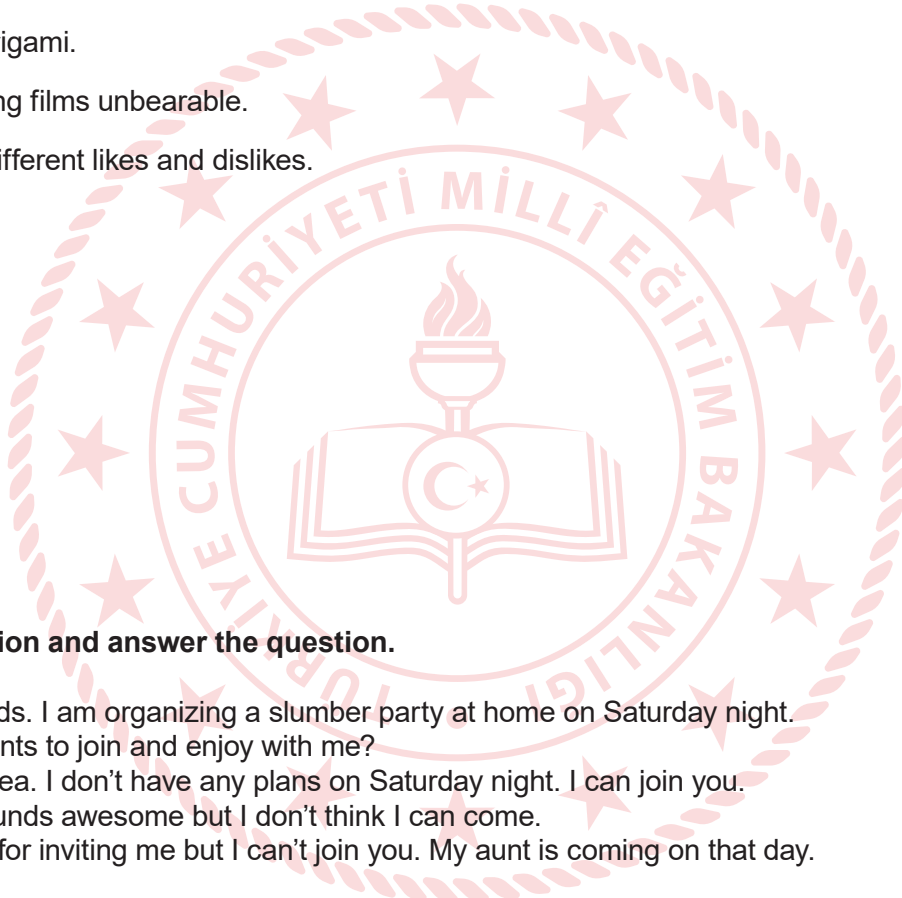 igami.
ng films unbearable.
ifferent likes and dislikes.
TÜRKİYE CUMHURİYETİ MİLLÎ EĞİTİM BAKANLIĞI
ion and answer the question.
ds. I am organizing a slumber party at home on Saturday night.
nts to join and enjoy with me?
ea. I don't have any plans on Saturday night. I can join you.
unds awesome but I don't think I can come.
for inviting me but I can't join you. My aunt is coming on that day.